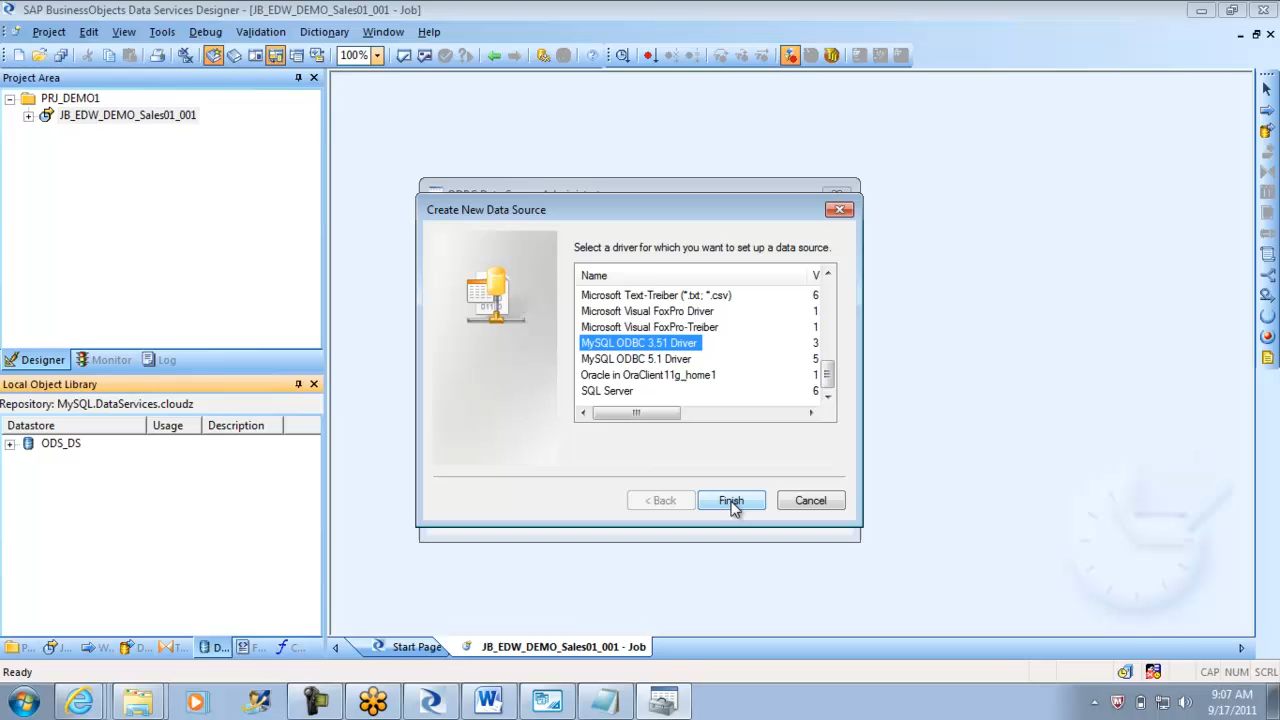 SAP BusinessObjects Data Services Designer - [JB_EDW_DEMO_Sales01_001 - Job]
Project Edit View Tools Debug Validation Dictionary Window Help
100%
Project Area
PRJ_DEMO1
JB_EDW_DEMO_Sales01_001
Designer Monitor Log
Local Object Library
Repository: MySQL.DataServices.cloudz
Datastore Usage Description
ODS_DS
Create New Data Source
Select a driver for which you want to set up a data source.
Name V
Microsoft Text-Treiber (*.txt; *.csv) 6
Microsoft Visual FoxPro Driver 1
Microsoft Visual FoxPro-Treiber 1
MySQL ODBC 3.51 Driver 3
MySQL ODBC 5.1 Driver 5
Oracle in OraClient11g_home1 1
SQL Server 6
< Back Finish Cancel
P... J... W... D... T... D... F... C...
Start Page JB_EDW_DEMO_Sales01_001 - Job
Ready
CAP NUM SCRL
9:07 AM
9/17/2011